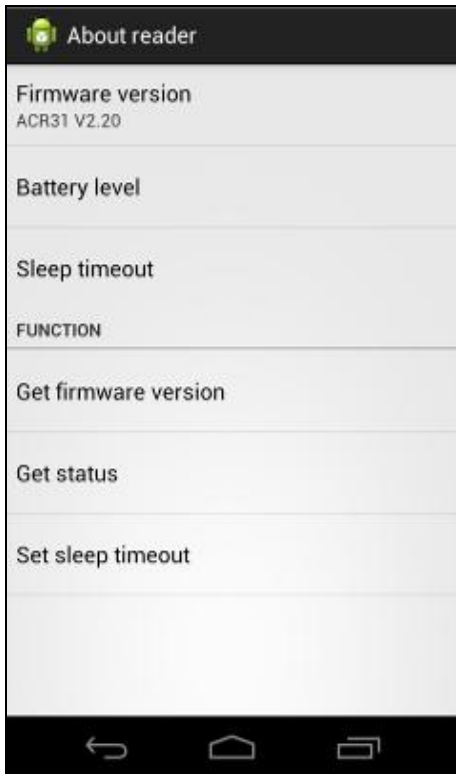 About reader
Firmware version
ACR31 V2.20
Battery level
Sleep timeout
FUNCTION
Get firmware version
Get status
Set sleep timeout